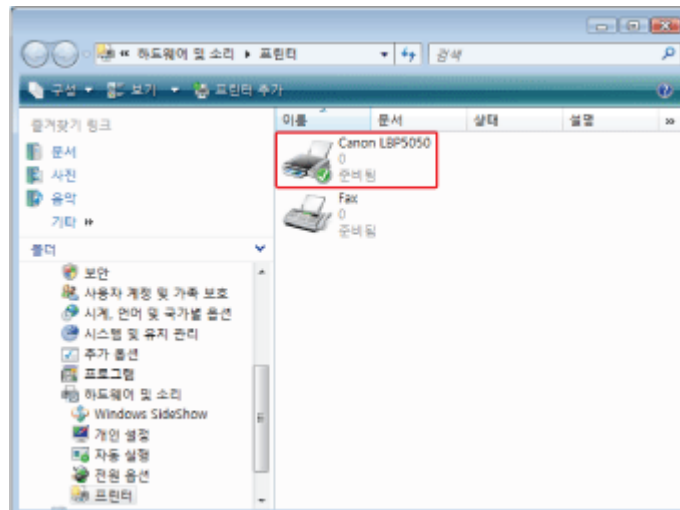 « 하드웨어 및 소리 ▸ 프린터
검색
구성 보기 프린터 추가
즐겨찾기 링크
문서
사진
음악
기타 »
폴더
보안
사용자 계정 및 가족 보호
시계, 언어 및 국가별 옵션
시스템 및 유지 관리
추가 옵션
프로그램
하드웨어 및 소리
Windows SideShow
개인 설정
자동 실행
전원 옵션
프린터
이름 문서 상태 설명 »
Canon LBP5050
0
준비됨
Fax
0
준비됨